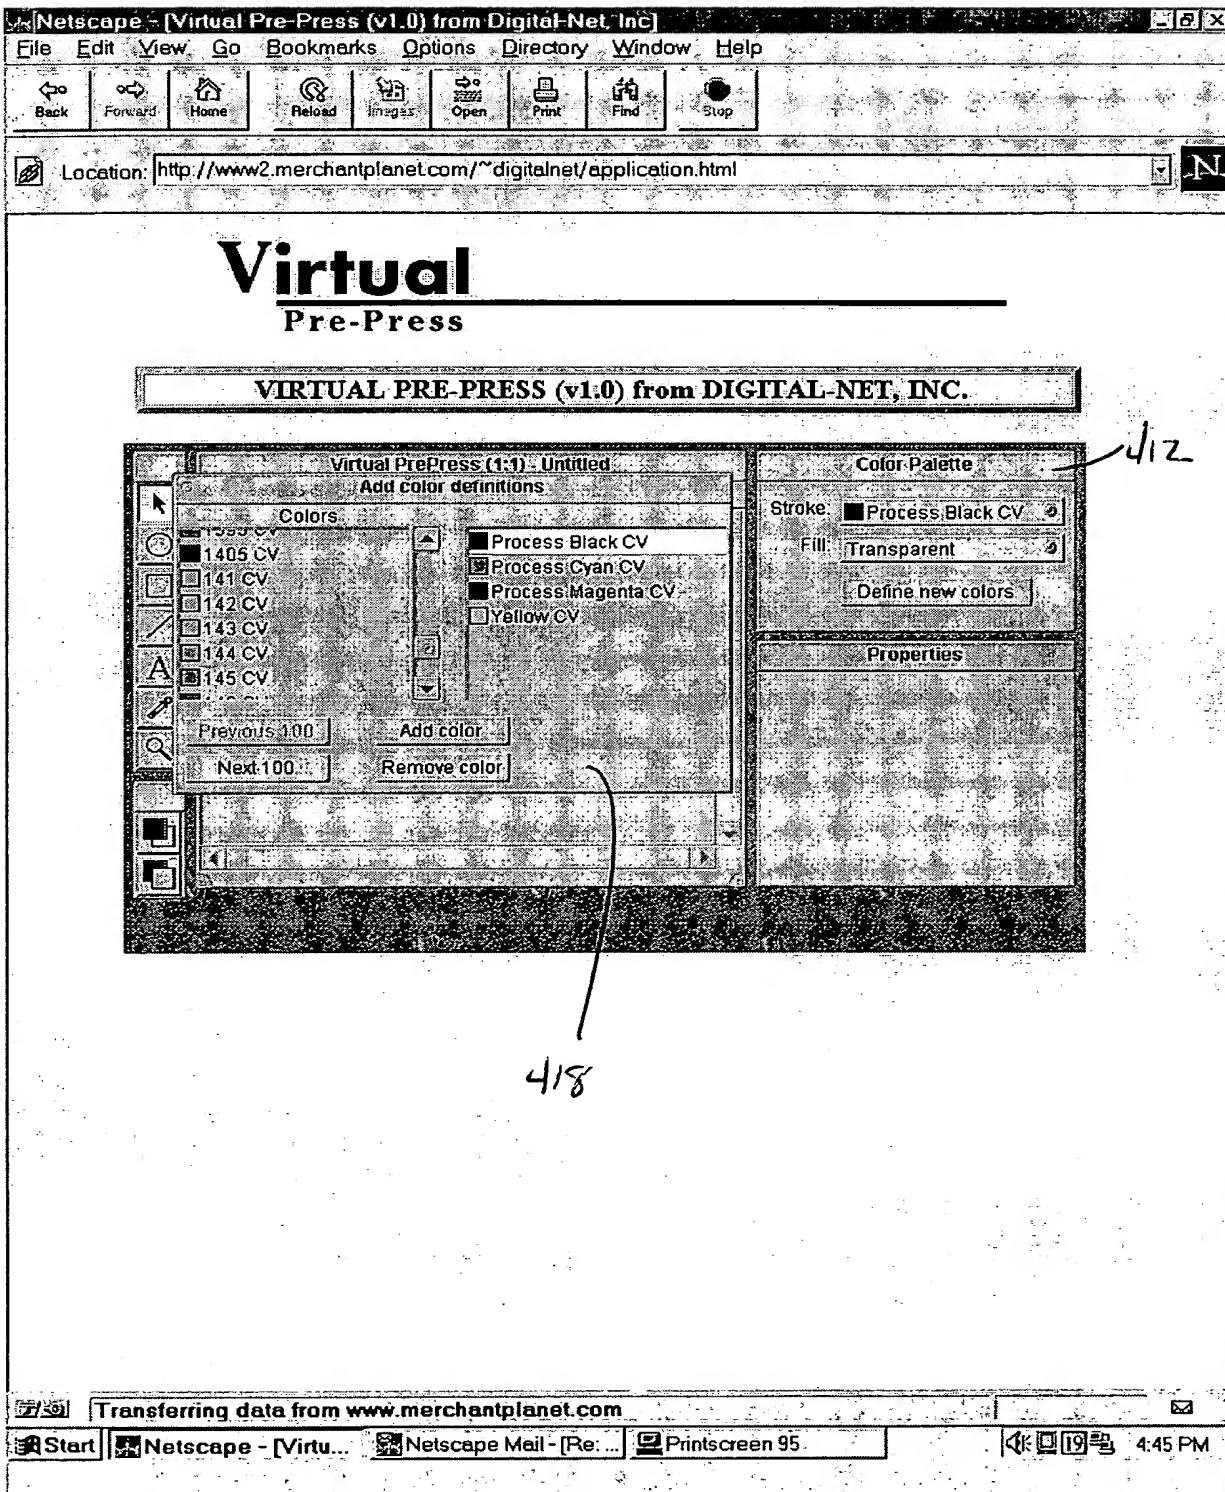 Netscape - [Virtual Pre-Press (v1.0) from Digital-Net, Inc]
File Edit View Go Bookmarks Options Directory Window Help
Back Forward Home Reload Images Open Print Find Stop
Location: http://www2.merchantplanet.com/~digitalnet/application.html
N
Virtual
Pre-Press
VIRTUAL PRE-PRESS (v1.0) from DIGITAL-NET, INC.
Virtual PrePress (1:1) - Untitled
Add color definitions
Colors
1395 CV
1405 CV
141 CV
142 CV
143 CV
144 CV
145 CV
Process Black CV
Process Cyan CV
Process Magenta CV
Yellow CV
Previous 100
Add color
Next 100
Remove color
A
Color Palette
412
Stroke: Process Black CV
Fill: Transparent
Define new colors
Properties
418
Transferring data from www.merchantplanet.com
Start Netscape - [Virtu... Netscape Mail - [Re: ... Printscreen 95 19 4:45 PM